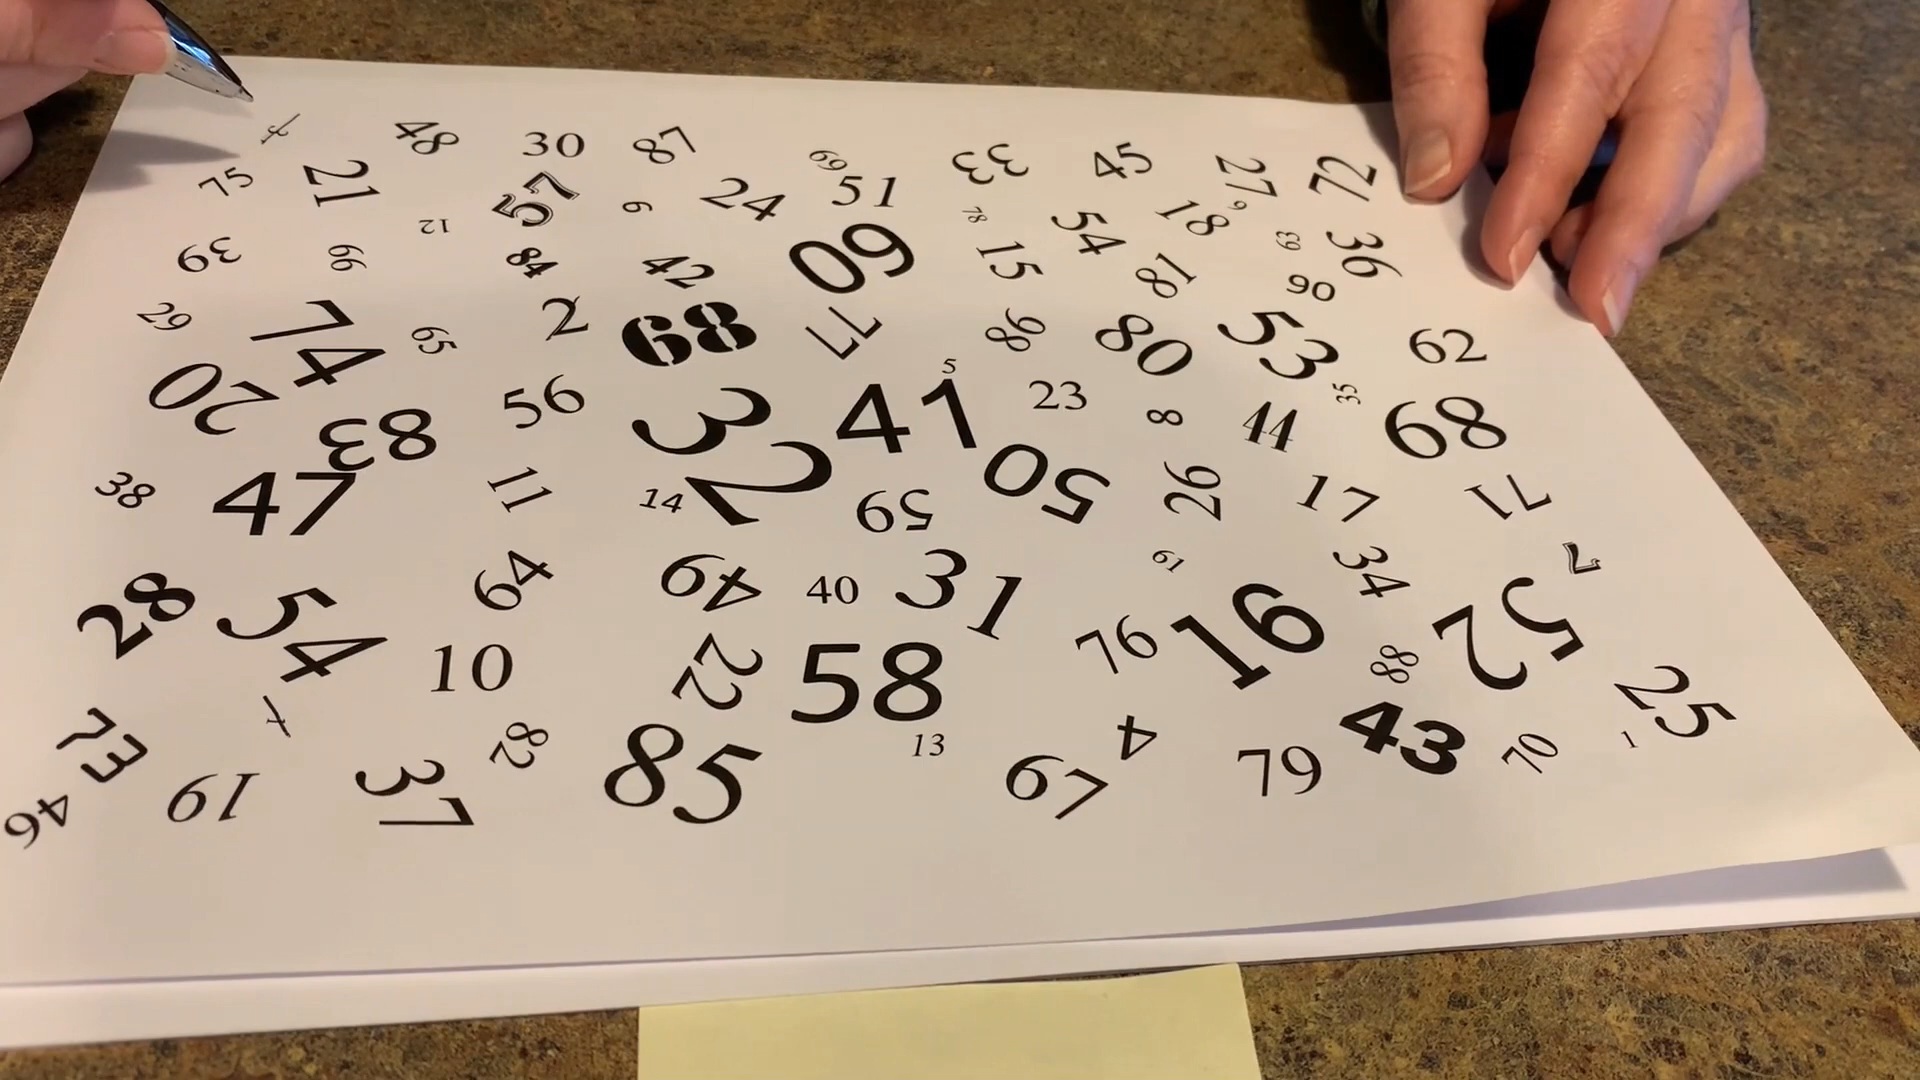 48 30 87 69 33 45 27 72
75 21 12 57 6 24 51 78 54 18 9
39 66 84 42 60 15 81 63 36
29 74 65 2 68 77 86 80 90 53 62
20 83 56 32 41 5 23 8 44 35 68
38 47 11 14 59 50 26 17 71
28 54 64 49 40 31 61 34 7
10 22 58 76 16 88 52 25
73 19 37 82 85 13 67 4 79 43 70 1
46